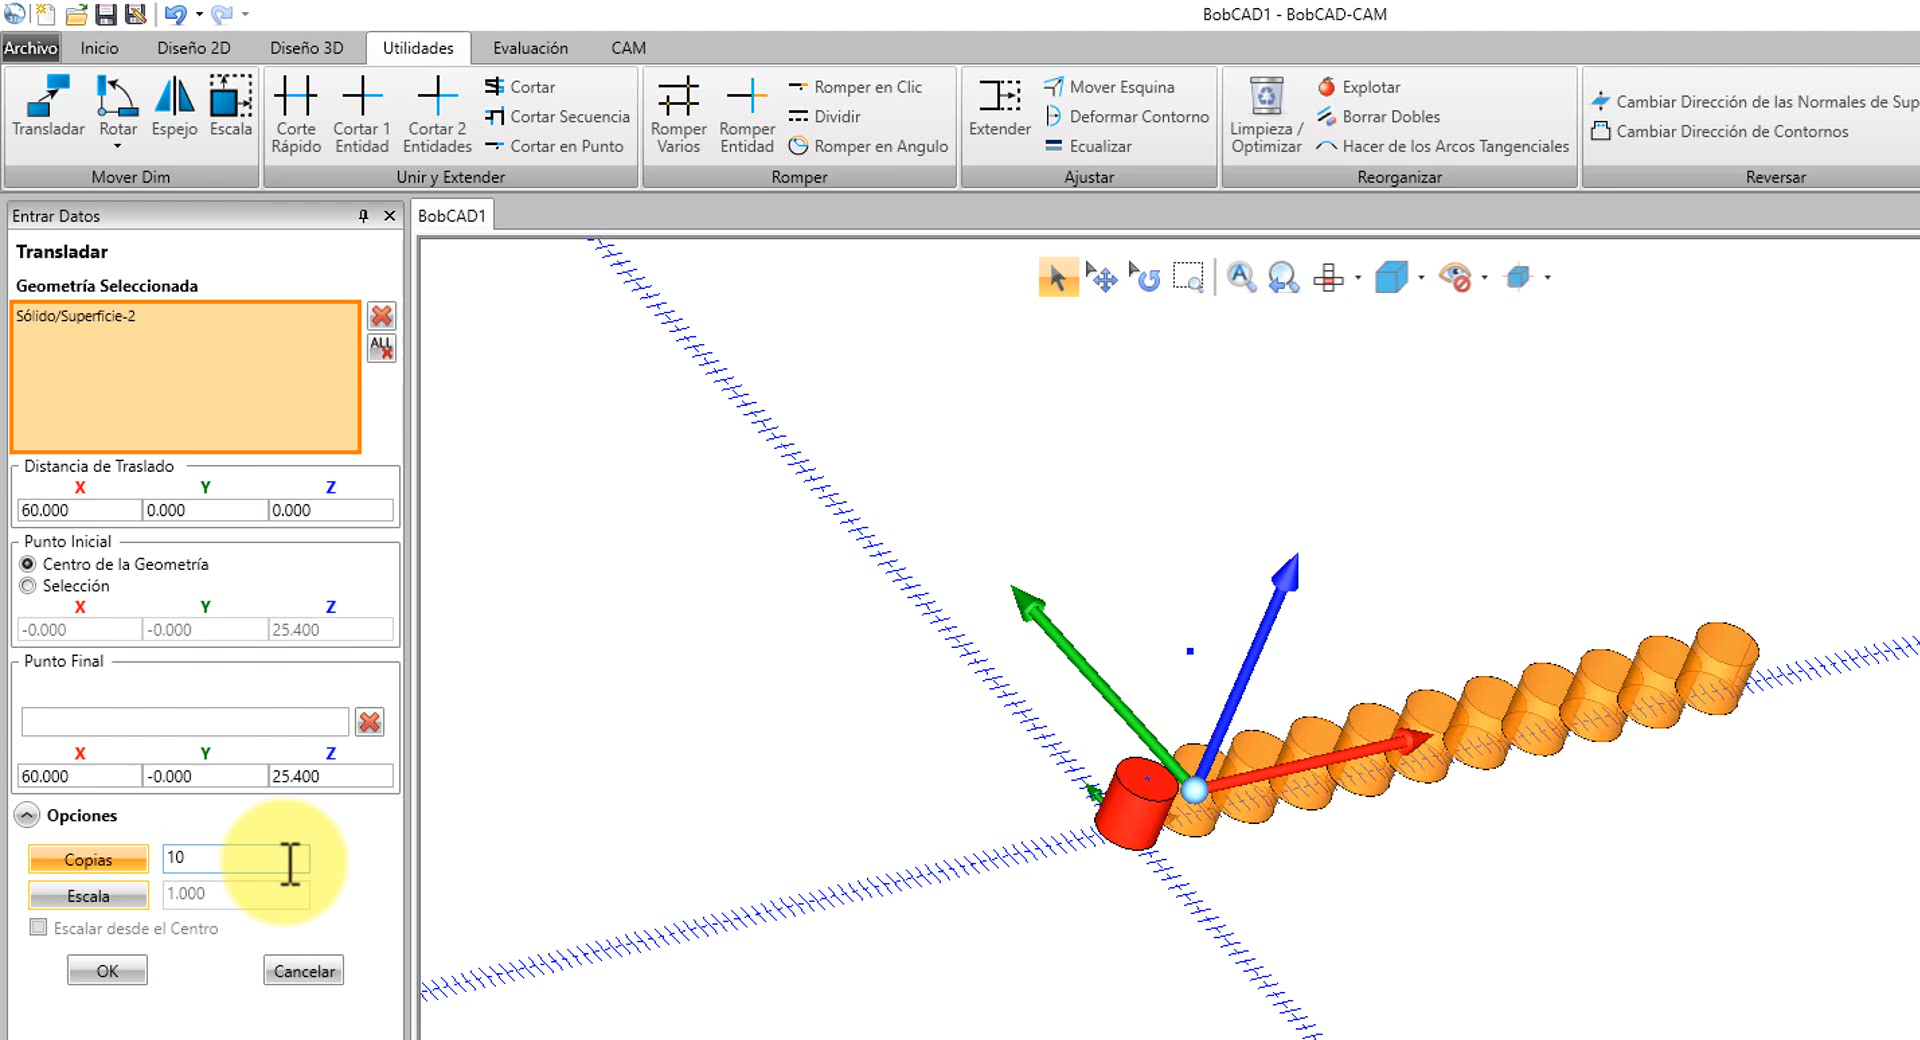 BobCAD1 - BobCAD-CAM
Archivo Inicio Diseño 2D Diseño 3D Utilidades Evaluación CAM
Transladar Rotar Espejo Escala
Mover Dim
Corte Rápido
Cortar 1 Entidad
Cortar 2 Entidades
Cortar
Cortar Secuencia
Cortar en Punto
Unir y Extender
Romper Varios
Romper Entidad
Romper en Clic
Dividir
Romper en Angulo
Romper
Extender
Mover Esquina
Deformar Contorno
Ecualizar
Ajustar
Limpieza / Optimizar
Explotar
Borrar Dobles
Hacer de los Arcos Tangenciales
Reorganizar
Cambiar Dirección de las Normales de Sup
Cambiar Dirección de Contornos
Reversar
Entrar Datos
BobCAD1
Transladar
Geometría Seleccionada
Sólido/Superficie-2
ALL
Distancia de Traslado
X Y Z
60.000 0.000 0.000
Punto Inicial
Centro de la Geometría
Selección
X Y Z
-0.000 -0.000 25.400
Punto Final
X Y Z
60.000 -0.000 25.400
Opciones
Copias 10
Escala 1.000
Escalar desde el Centro
OK Cancelar